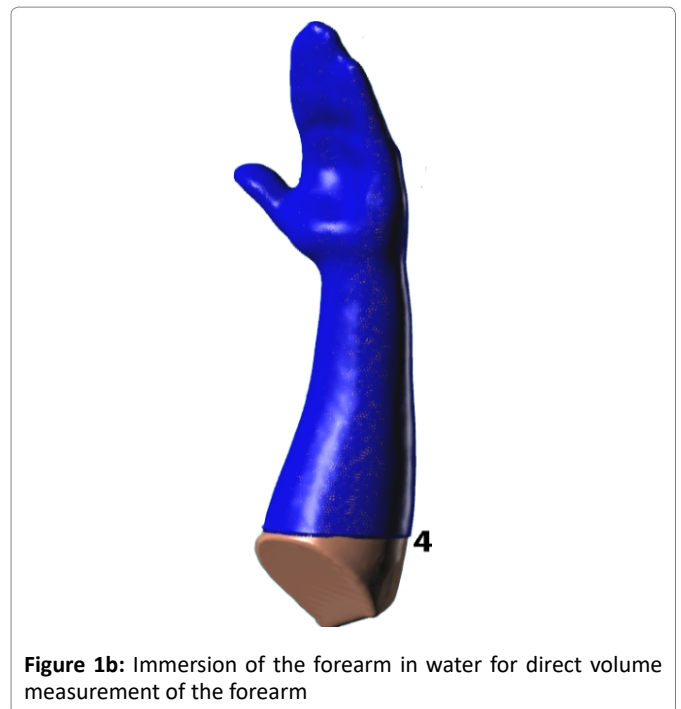 4
Figure 1b: Immersion of the forearm in water for direct volume
measurement of the forearm